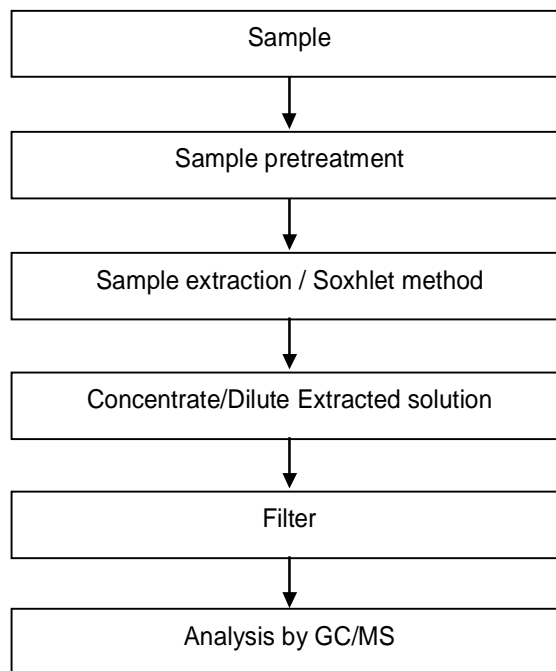 Sample
Sample pretreatment
Sample extraction / Soxhlet method
Concentrate/Dilute Extracted solution
Filter
Analysis by GC/MS